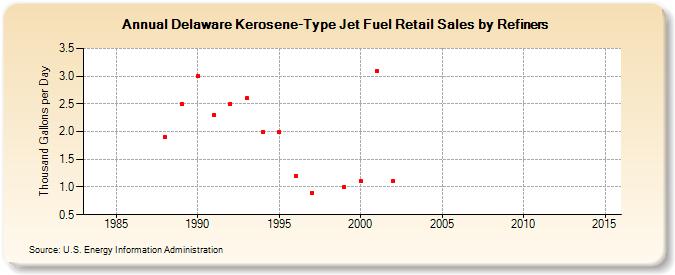 Annual Delaware Kerosene-Type Jet Fuel Retail Sales by Refiners
Thousand Gallons per Day
3.5
3.0
2.5
2.0
1.5
1.0
0.5
1985 1990 1995 2000 2005 2010 2015
Source: U.S. Energy Information Administration